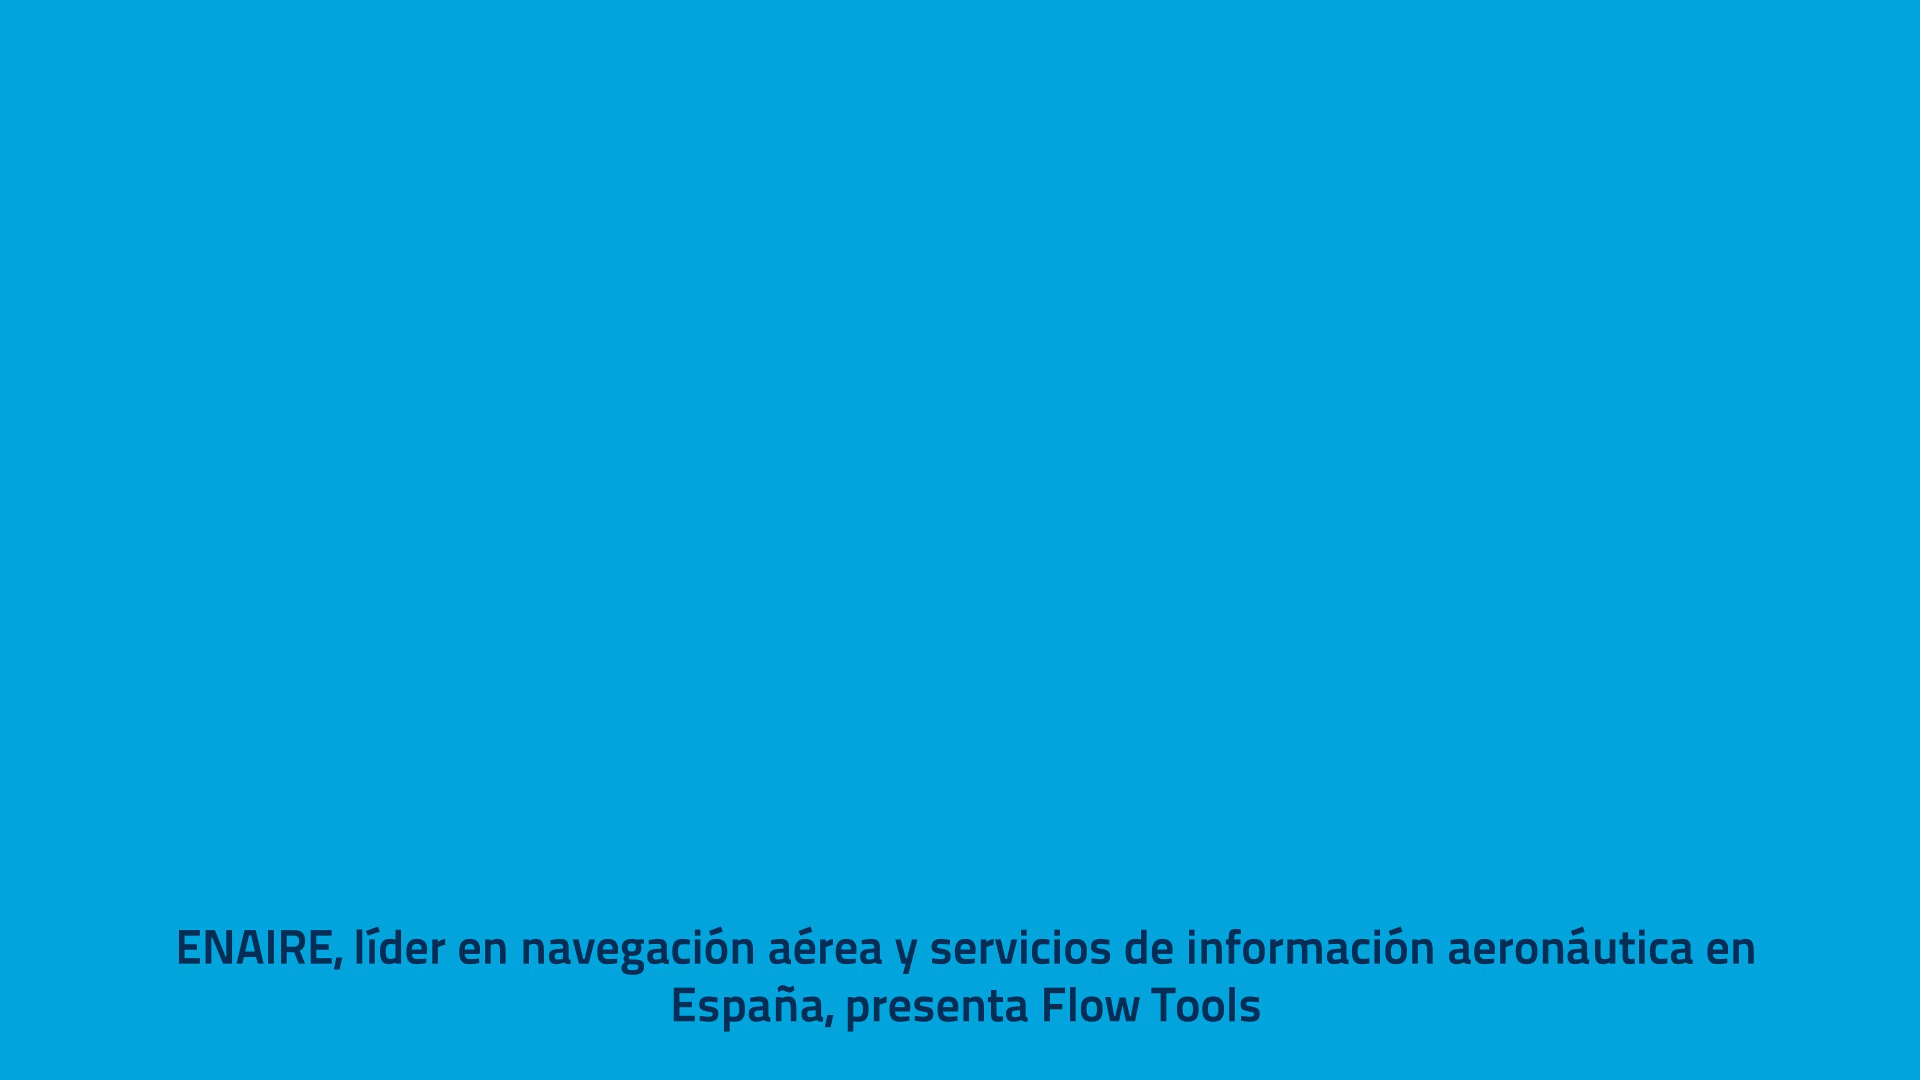 ENAIRE, líder en navegación aérea y servicios de información aeronáutica en
España, presenta Flow Tools